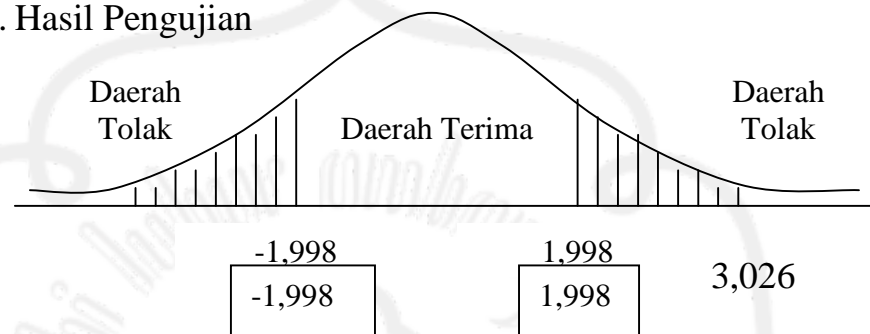 . Hasil Pengujian
Daerah
Tolak
Daerah Terima
Daerah
Tolak
-1,998
1,998
3,026
-1,998
1,998